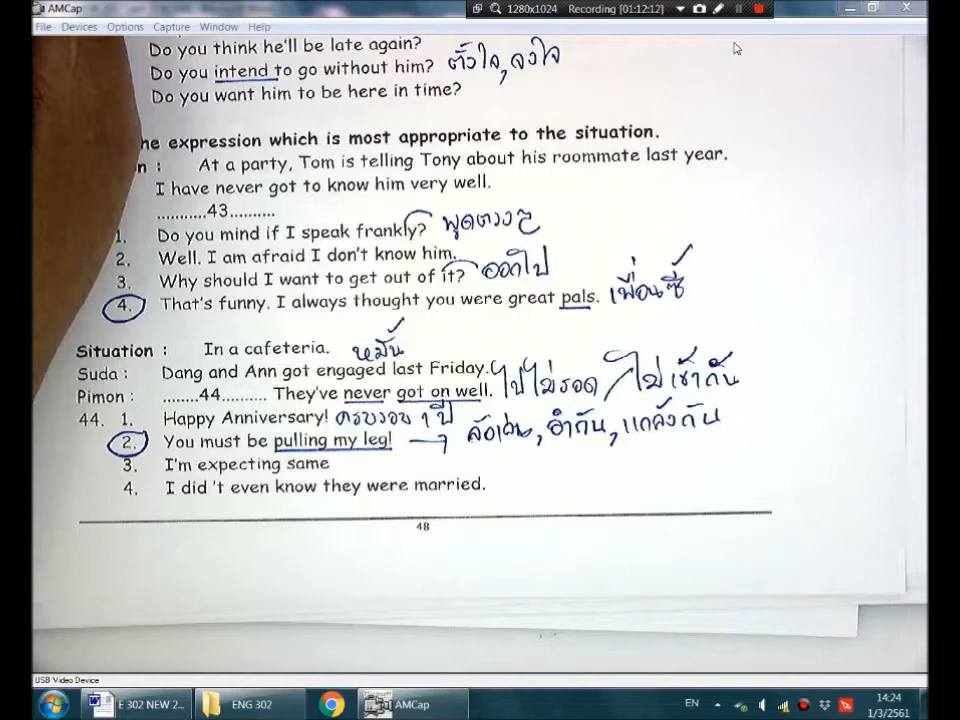 AMCap
1280x1024 Recording [01:12:12]
File Devices Options Capture Window Help
Do you think he'll be late again?
Do you intend to go without him? ตั้งใจ, จงใจ
Do you want him to be here in time?
he expression which is most appropriate to the situation.
n : At a party, Tom is telling Tony about his roommate last year.
I have never got to know him very well.
...........43..........
1. Do you mind if I speak frankly? พูดตรงๆ
2. Well. I am afraid I don't know him.
3. Why should I want to get out of it? ออกไป
4. That's funny. I always thought you were great pals. เพื่อนซี้
Situation : In a cafeteria. หมั้น
Suda : Dang and Ann got engaged last Friday.
Pimon : ........44.......... They've never got on well. ไปไม่รอด / ไม่เข้ากัน
44. 1. Happy Anniversary! ครบรอบ 1 ปี
2. You must be pulling my leg! → ล้อเล่น, อำกัน, แกล้งกัน
3. I'm expecting same
4. I did 't even know they were married.
48
USB Video Device
E 302 NEW 2... ENG 302 AMCap EN 14:24
1/3/2561